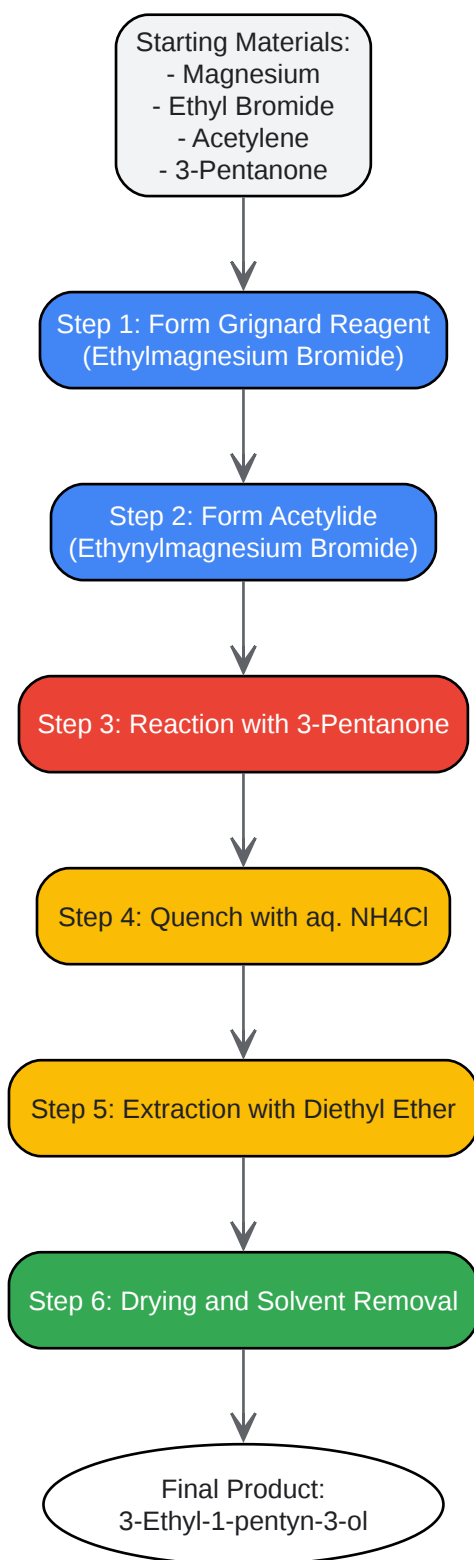 Starting Materials:
- Magnesium
- Ethyl Bromide
- Acetylene
- 3-Pentanone
Step 1: Form Grignard Reagent
(Ethylmagnesium Bromide)
Step 2: Form Acetylide
(Ethynylmagnesium Bromide)
Step 3: Reaction with 3-Pentanone
Step 4: Quench with aq. NH4Cl
Step 5: Extraction with Diethyl Ether
Step 6: Drying and Solvent Removal
Final Product:
3-Ethyl-1-pentyn-3-ol